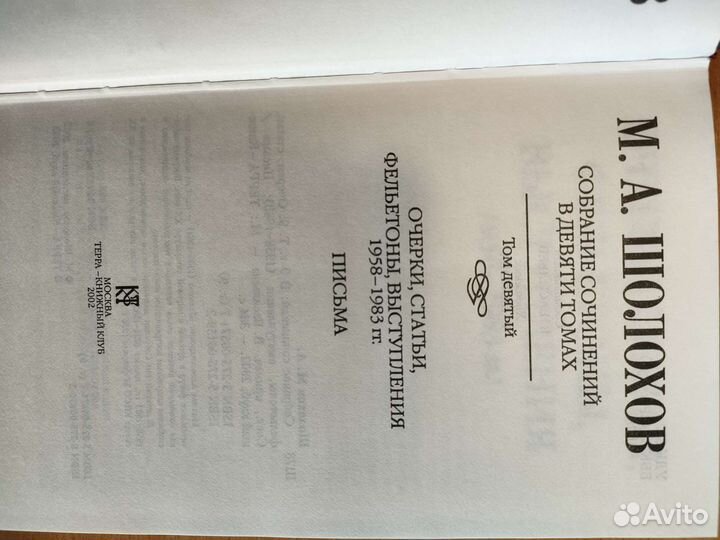 М. А. ШОЛОХОВ
СОБРАНИЕ СОЧИНЕНИЙ
В ДЕВЯТИ ТОМАХ
Том девятый
ОЧЕРКИ, СТАТЬИ,
ФЕЛЬЕТОНЫ, ВЫСТУПЛЕНИЯ
1958–1983 гг.
ПИСЬМА
МОСКВА
ТЕРРА–КНИЖНЫЙ КЛУБ
2002
Avito